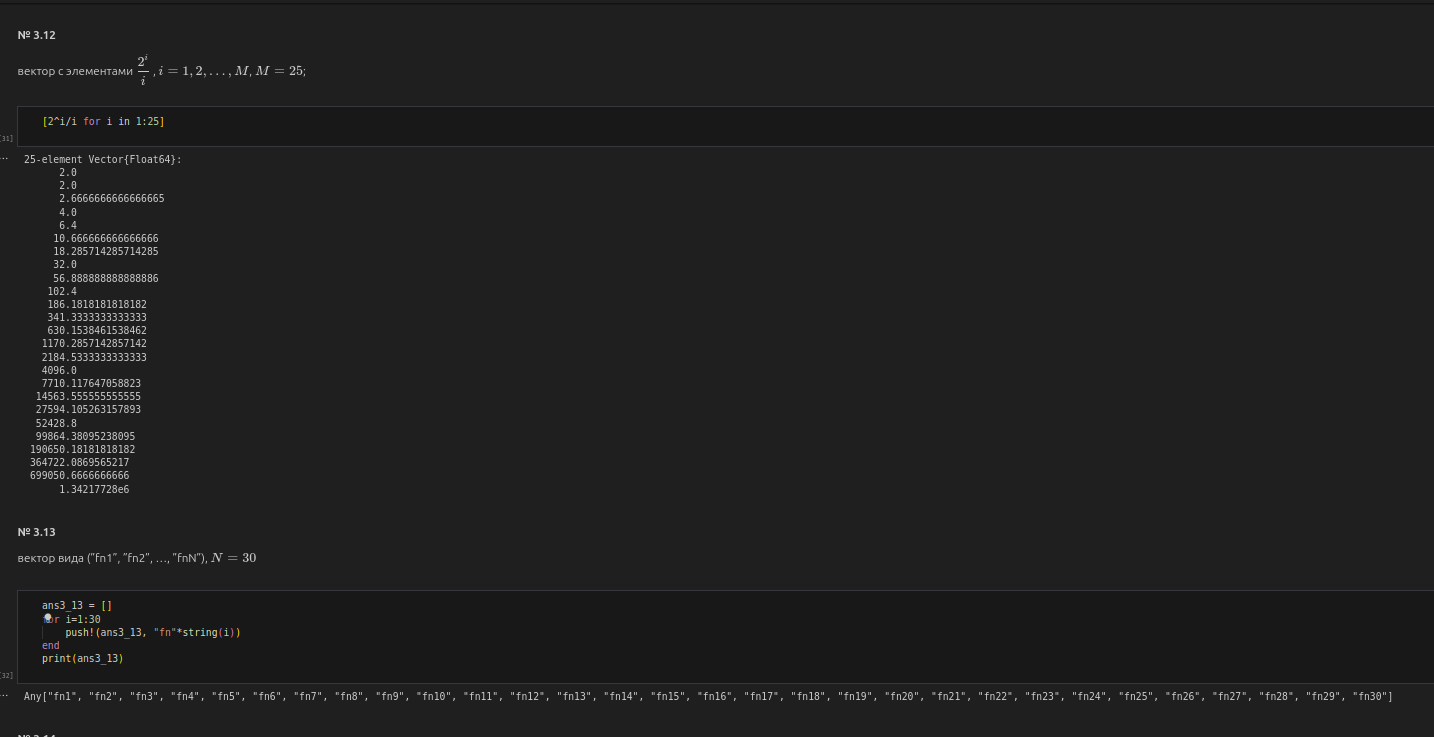 № 3.12
вектор с элементами 2^i/i, i = 1, 2, ..., M, M = 25;
[2^i/i for i in 1:25]
[31]
... 25-element Vector{Float64}:
2.0
2.0
2.6666666666666665
4.0
6.4
10.666666666666666
18.285714285714285
32.0
56.888888888888886
102.4
186.1818181818182
341.3333333333333
630.1538461538462
1170.2857142857142
2184.5333333333333
4096.0
7710.117647058823
14563.555555555555
27594.105263157893
52428.8
99864.38095238095
190650.18181818182
364722.0869565217
699050.6666666666
1.34217728e6
№ 3.13
вектор вида ("fn1", "fn2", ..., "fnN"), N = 30
ans3_13 = []
for i=1:30
push!(ans3_13, "fn"*string(i))
end
print(ans3_13)
[32]
... Any["fn1", "fn2", "fn3", "fn4", "fn5", "fn6", "fn7", "fn8", "fn9", "fn10", "fn11", "fn12", "fn13", "fn14", "fn15", "fn16", "fn17", "fn18", "fn19", "fn20", "fn21", "fn22", "fn23", "fn24", "fn25", "fn26", "fn27", "fn28", "fn29", "fn30"]